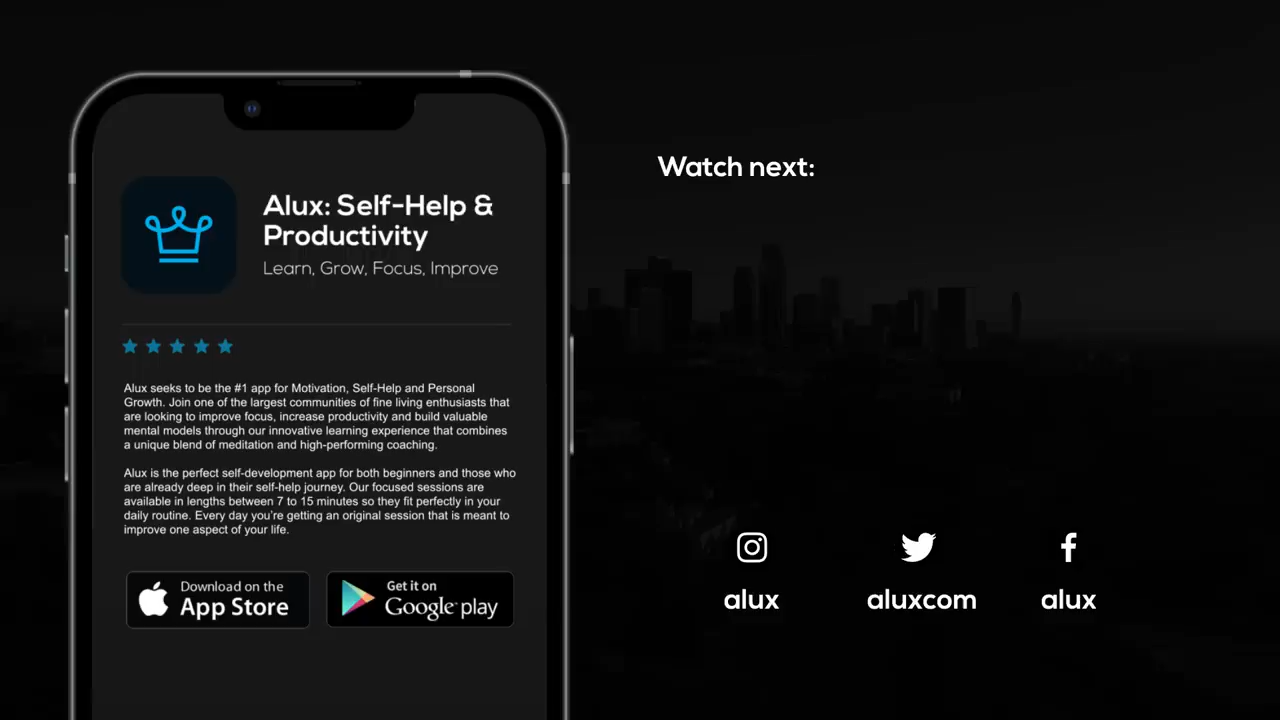 Alux: Self-Help &
Productivity
Learn, Grow, Focus, Improve
Alux seeks to be the #1 app for Motivation, Self-Help and Personal
Growth. Join one of the largest communities of fine living enthusiasts that
are looking to improve focus, increase productivity and build valuable
mental models through our innovative learning experience that combines
a unique blend of meditation and high-performing coaching.
Alux is the perfect self-development app for both beginners and those who
are already deep in their self-help journey. Our focused sessions are
available in lengths between 7 to 15 minutes so they fit perfectly in your
daily routine. Every day you're getting an original session that is meant to
improve one aspect of your life.
Download on the
App Store
Get it on
Google play
Watch next:
alux
aluxcom
alux